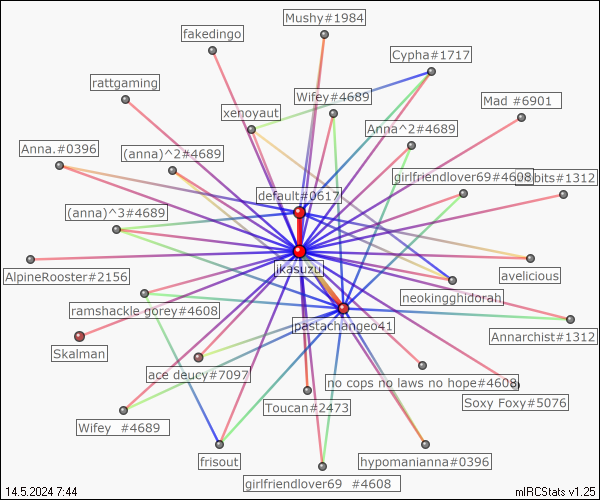 Mushy#1984
fakedingo
Cypha#1717
rattgaming
Wifey#4689
Mad #6901
xenoyaut
Anna^2#4689
Anna.#0396
(anna)^2#4689
girlfriendlover69#4608
bits#1312
default#0617
(anna)^3#4689
ikasuzu
avelicious
AlpineRooster#2156
neokingghidorah
ramshackle gorey#4608
pastachangeo41
Annarchist#1312
Skalman
ace deucy#7097
no cops no laws no hope#4608
Toucan#2473
Soxy Foxy#5076
Wifey #4689
frisout
hypomanianna#0396
girlfriendlover69 #4608
14.5.2024 7:44
mIRCStats v1.25